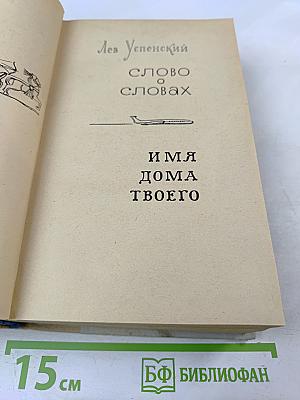 Лев Успенский
СЛОВО
О
СЛОВАХ
ИМЯ
ДОМА
ТВОЕГО
15 см
БФ БИБЛИОФАН